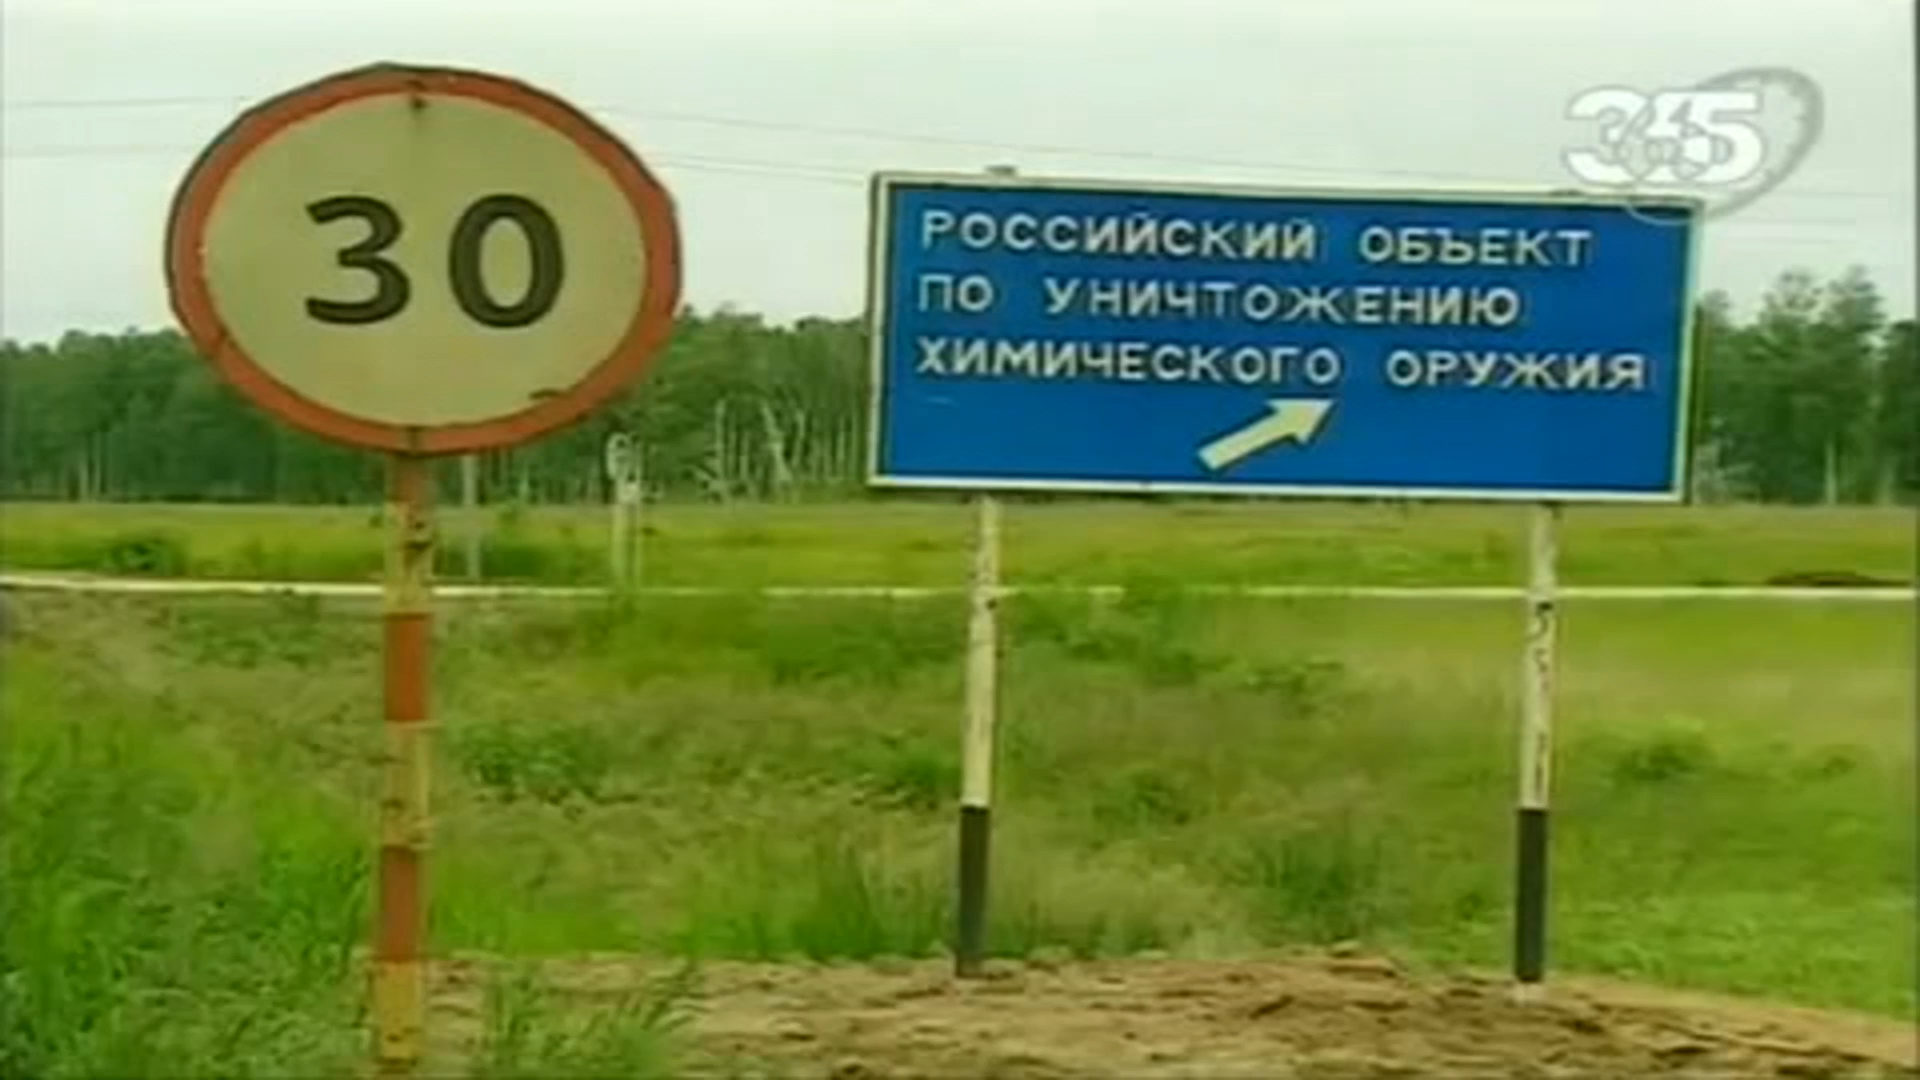 30
365
РОССИЙСКИЙ ОБЪЕКТ
ПО УНИЧТОЖЕНИЮ
ХИМИЧЕСКОГО ОРУЖИЯ